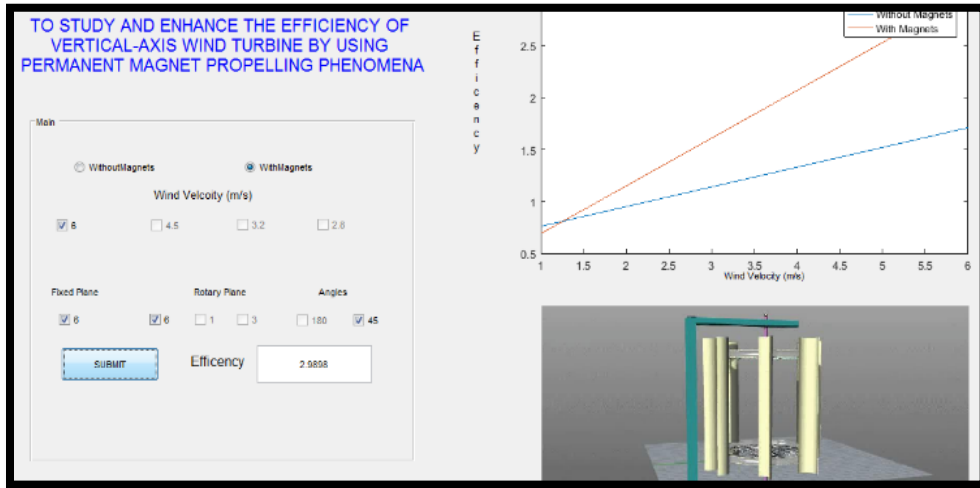 TO STUDY AND ENHANCE THE EFFICIENCY OF
VERTICAL-AXIS WIND TURBINE BY USING
PERMANENT MAGNET PROPELLING PHENOMENA
Main
WithoutMagnets WithMagnets
Wind Velcoity (m/s)
6 4.5 3.2 2.8
Fixed Plane Rotary Plane Angles
6 6 1 3 180 45
SUBMIT Efficency 2.9898
E
f
f
i
c
e
n
c
y
Without Magnets
With Magnets
2.5
2
1.5
1
0.5
1 1.5 2 2.5 3 3.5 4 4.5 5 5.5 6
Wind Velocity (m/s)